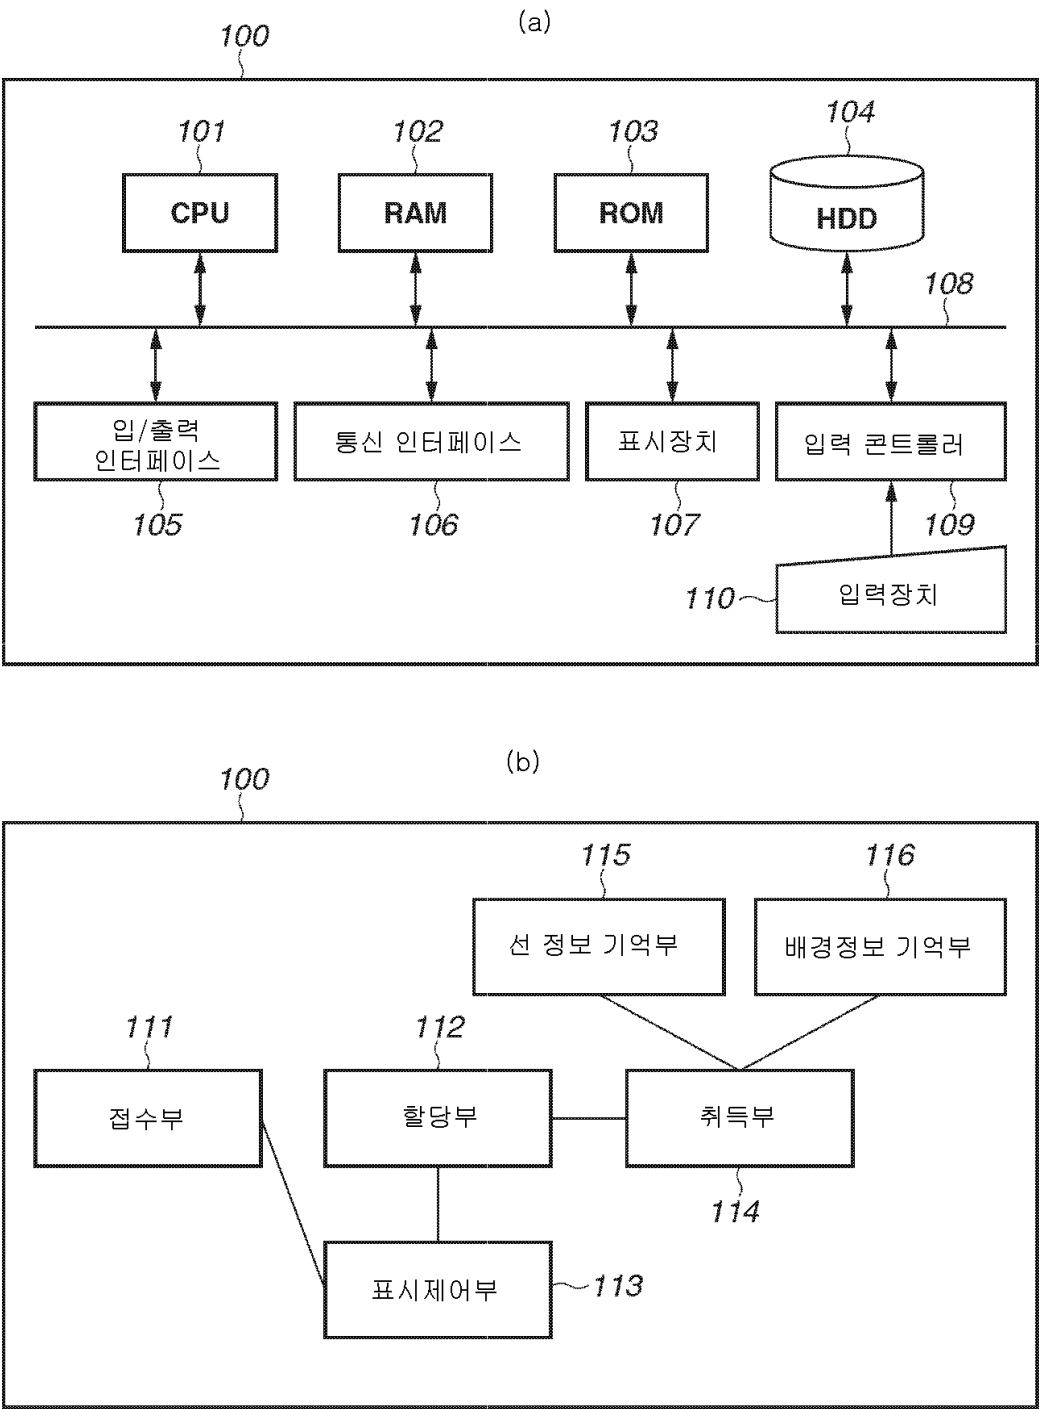 (a)
100
101
102
103
104
CPU
RAM
ROM
HDD
108
입/출력
인터페이스
통신 인터페이스
표시장치
입력 콘트롤러
105
106
107
109
110
입력장치
(b)
100
115
116
선 정보 기억부
배경정보 기억부
111
112
접수부
할당부
취득부
114
표시제어부
113